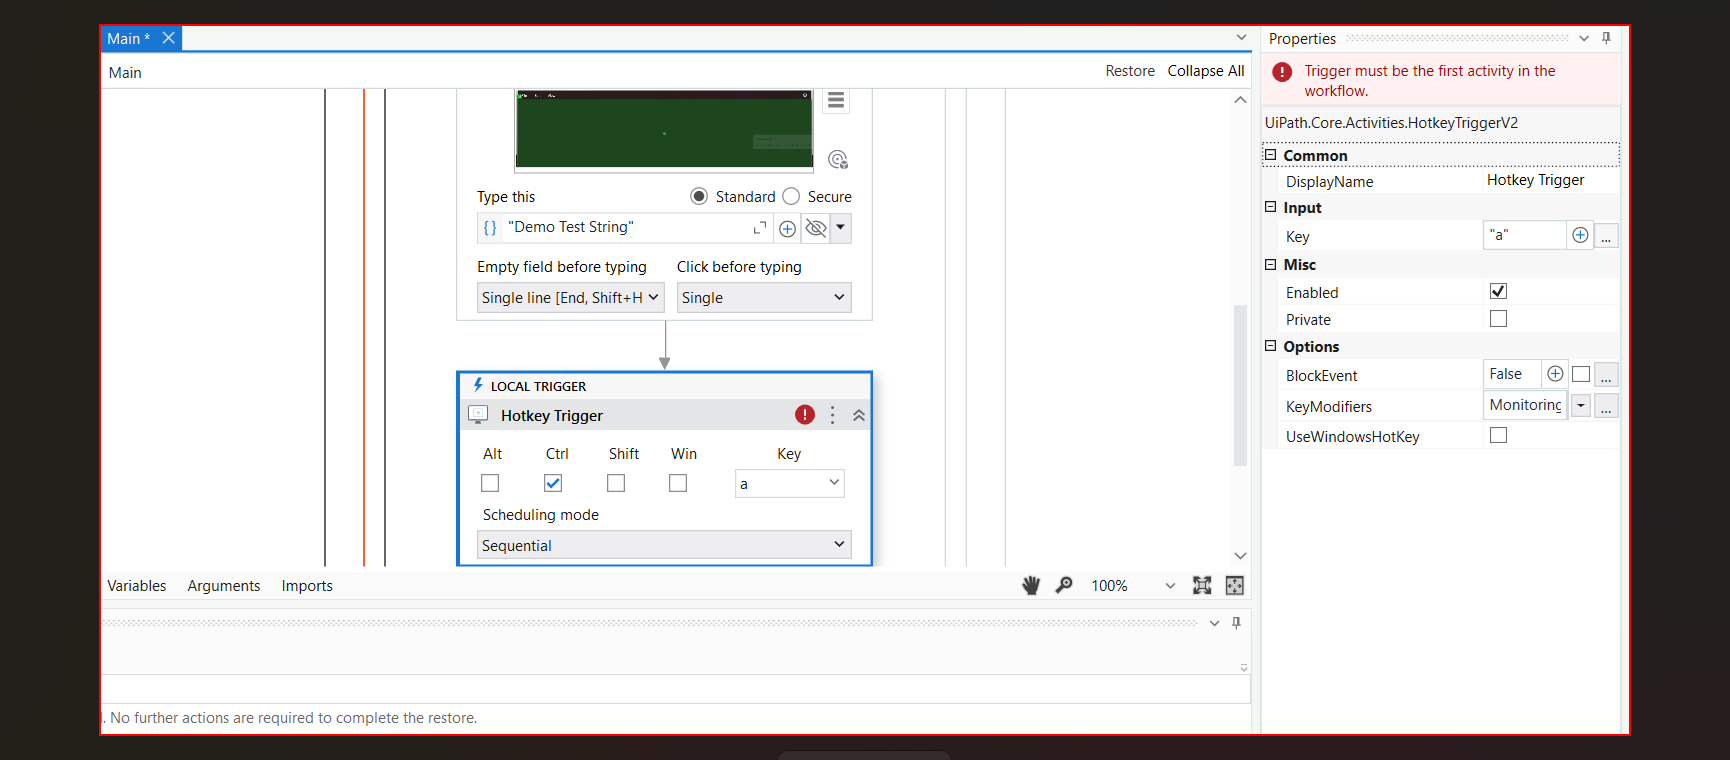 Main *
Main
Restore
Collapse All
Type this
Standard
Secure
"Demo Test String"
Empty field before typing
Click before typing
Single line [End, Shift+H
Single
LOCAL TRIGGER
Hotkey Trigger
Alt
Ctrl
Shift
Win
Key
a
Scheduling mode
Sequential
Variables
Arguments
Imports
100%
. No further actions are required to complete the restore.
Properties
Trigger must be the first activity in the
workflow.
UiPath.Core.Activities.HotkeyTriggerV2
Common
DisplayName
Hotkey Trigger
Input
Key
"a"
...
Misc
Enabled
Private
Options
BlockEvent
False
...
KeyModifiers
Monitoring
...
UseWindowsHotKey